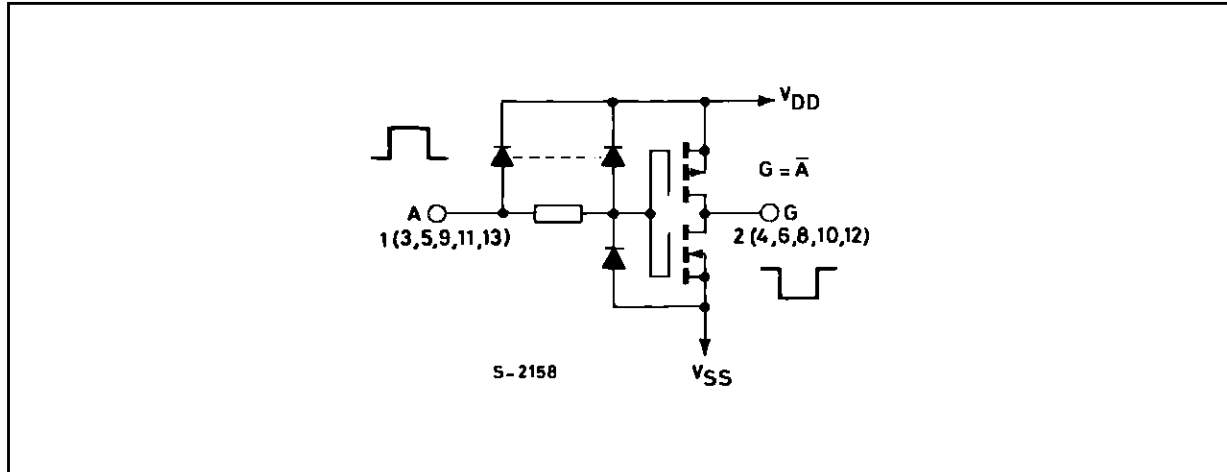 VDD
G = A̅
A
G
1 (3,5,9,11,13)
2 (4,6,8,10,12)
S-2158
VSS